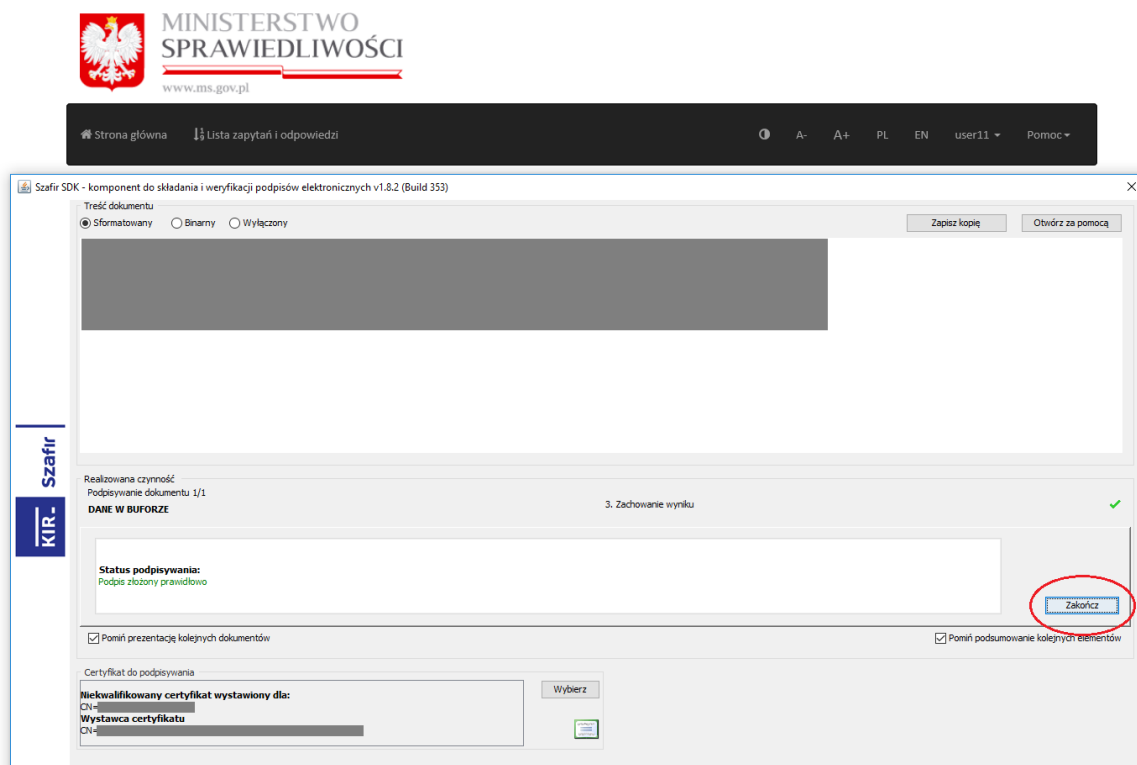 MINISTERSTWO
SPRAWIEDLIWOŚCI
www.ms.gov.pl
Strona główna Lista zapytań i odpowiedzi A- A+ PL EN user11 Pomoc
Szafir SDK - komponent do składania i weryfikacji podpisów elektronicznych v1.8.2 (Build 353)
Treść dokumentu
Sformatowany Binarny Wyłączony Zapisz kopię Otwórz za pomocą
Szafir
KIR
Realizowana czynność
Podpisywanie dokumentu 1/1
DANE W BUFORZE
3. Zachowanie wyniku
Status podpisywania:
Podpis złożony prawidłowo
Zakończ
Pomiń prezentację kolejnych dokumentów Pomiń podsumowanie kolejnych elementów
Certyfikat do podpisywania
Niekwalifikowany certyfikat wystawiony dla:
CN=
Wystawca certyfikatu
CN=
Wybierz